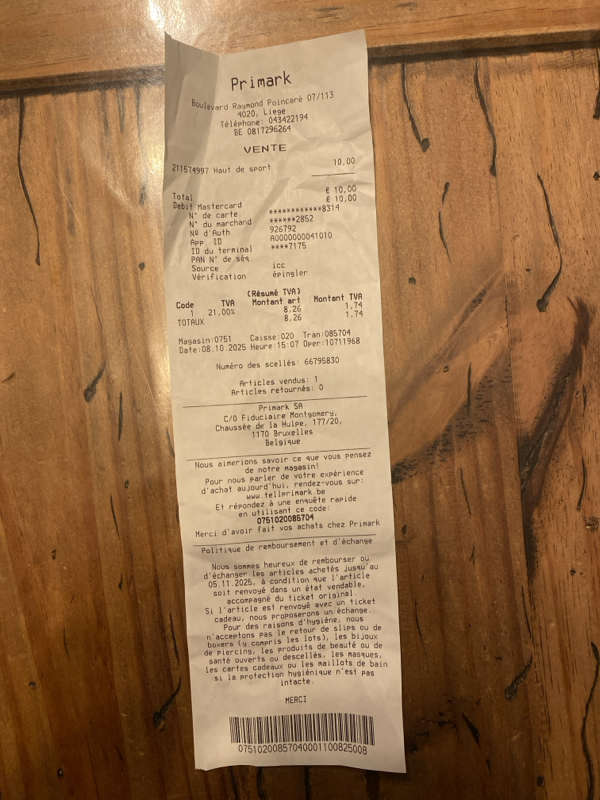 Primark
Boulevard Raymond Poincaré 07/113
4020, Liege
Téléphone: 043422194
BE 0817296264
VENTE
211574997 Haut de sport 10,00
Total € 10,00
Debit Mastercard € 10,00
N° de carte ************8314
N° du marchand ******2852
Nº d'Auth 926792
App. ID A0000000041010
ID du terminal ****7175
PAN N° de séq
Source icc
Vérification épingler
(Résumé TVA)
Code TVA Montant art Montant TVA
1 21,00% 8,26 1,74
TOTAUX 8,26 1,74
Magasin:0751 Caisse:020 Tran:085704
Date:08.10.2025 Heure:15:07 Oper:10711968
Numéro des scellés: 66795830
Articles vendus: 1
Articles retournés: 0
Primark SA
C/O Fiduciaire Montgomery,
Chaussée de la Hulpe, 177/20,
1170 Bruxelles
Belgique
Nous aimerions savoir ce que vous pensez
de notre magasin!
Pour nous parler de votre expérience
d'achat aujourd'hui, rendez-vous sur:
www.tellprimark.be
Et répondez à une enquête rapide
en utilisant ce code:
0751020085704
Merci d'avoir fait vos achats chez Primark
Politique de remboursement et d'échange
Nous sommes heureux de rembourser ou
d'échanger les articles achetés jusqu'au
05.11.2025, à condition que l'article
soit renvoyé dans un état vendable,
accompagné du ticket original.
Si l'article est renvoyé avec un ticket
cadeau, nous proposerons un échange.
Pour des raisons d'hygiène, nous
n'acceptons pas le retour de slips ou de
boxers (y compris les lots), les bijoux
de piercing, les produits de beauté ou de
santé ouverts ou descellés, les masques,
les cartes cadeaux ou les maillots de bain
si la protection hygiénique n'est pas
intacte.
MERCI
07510200857040001100825008